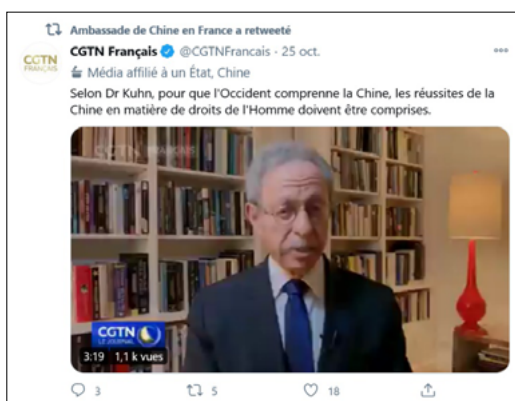 Ambassade de Chine en France a retweeté
CGTN Français @CGTNFrancais · 25 oct.
CGTN
FRANÇAIS
Média affilié à un État, Chine
Selon Dr Kuhn, pour que l'Occident comprenne la Chine, les réussites de la
Chine en matière de droits de l'Homme doivent être comprises.
CGTN FRANÇAIS
CGTN
LE JOURNAL
3:19 1,1 k vues
3 5 18